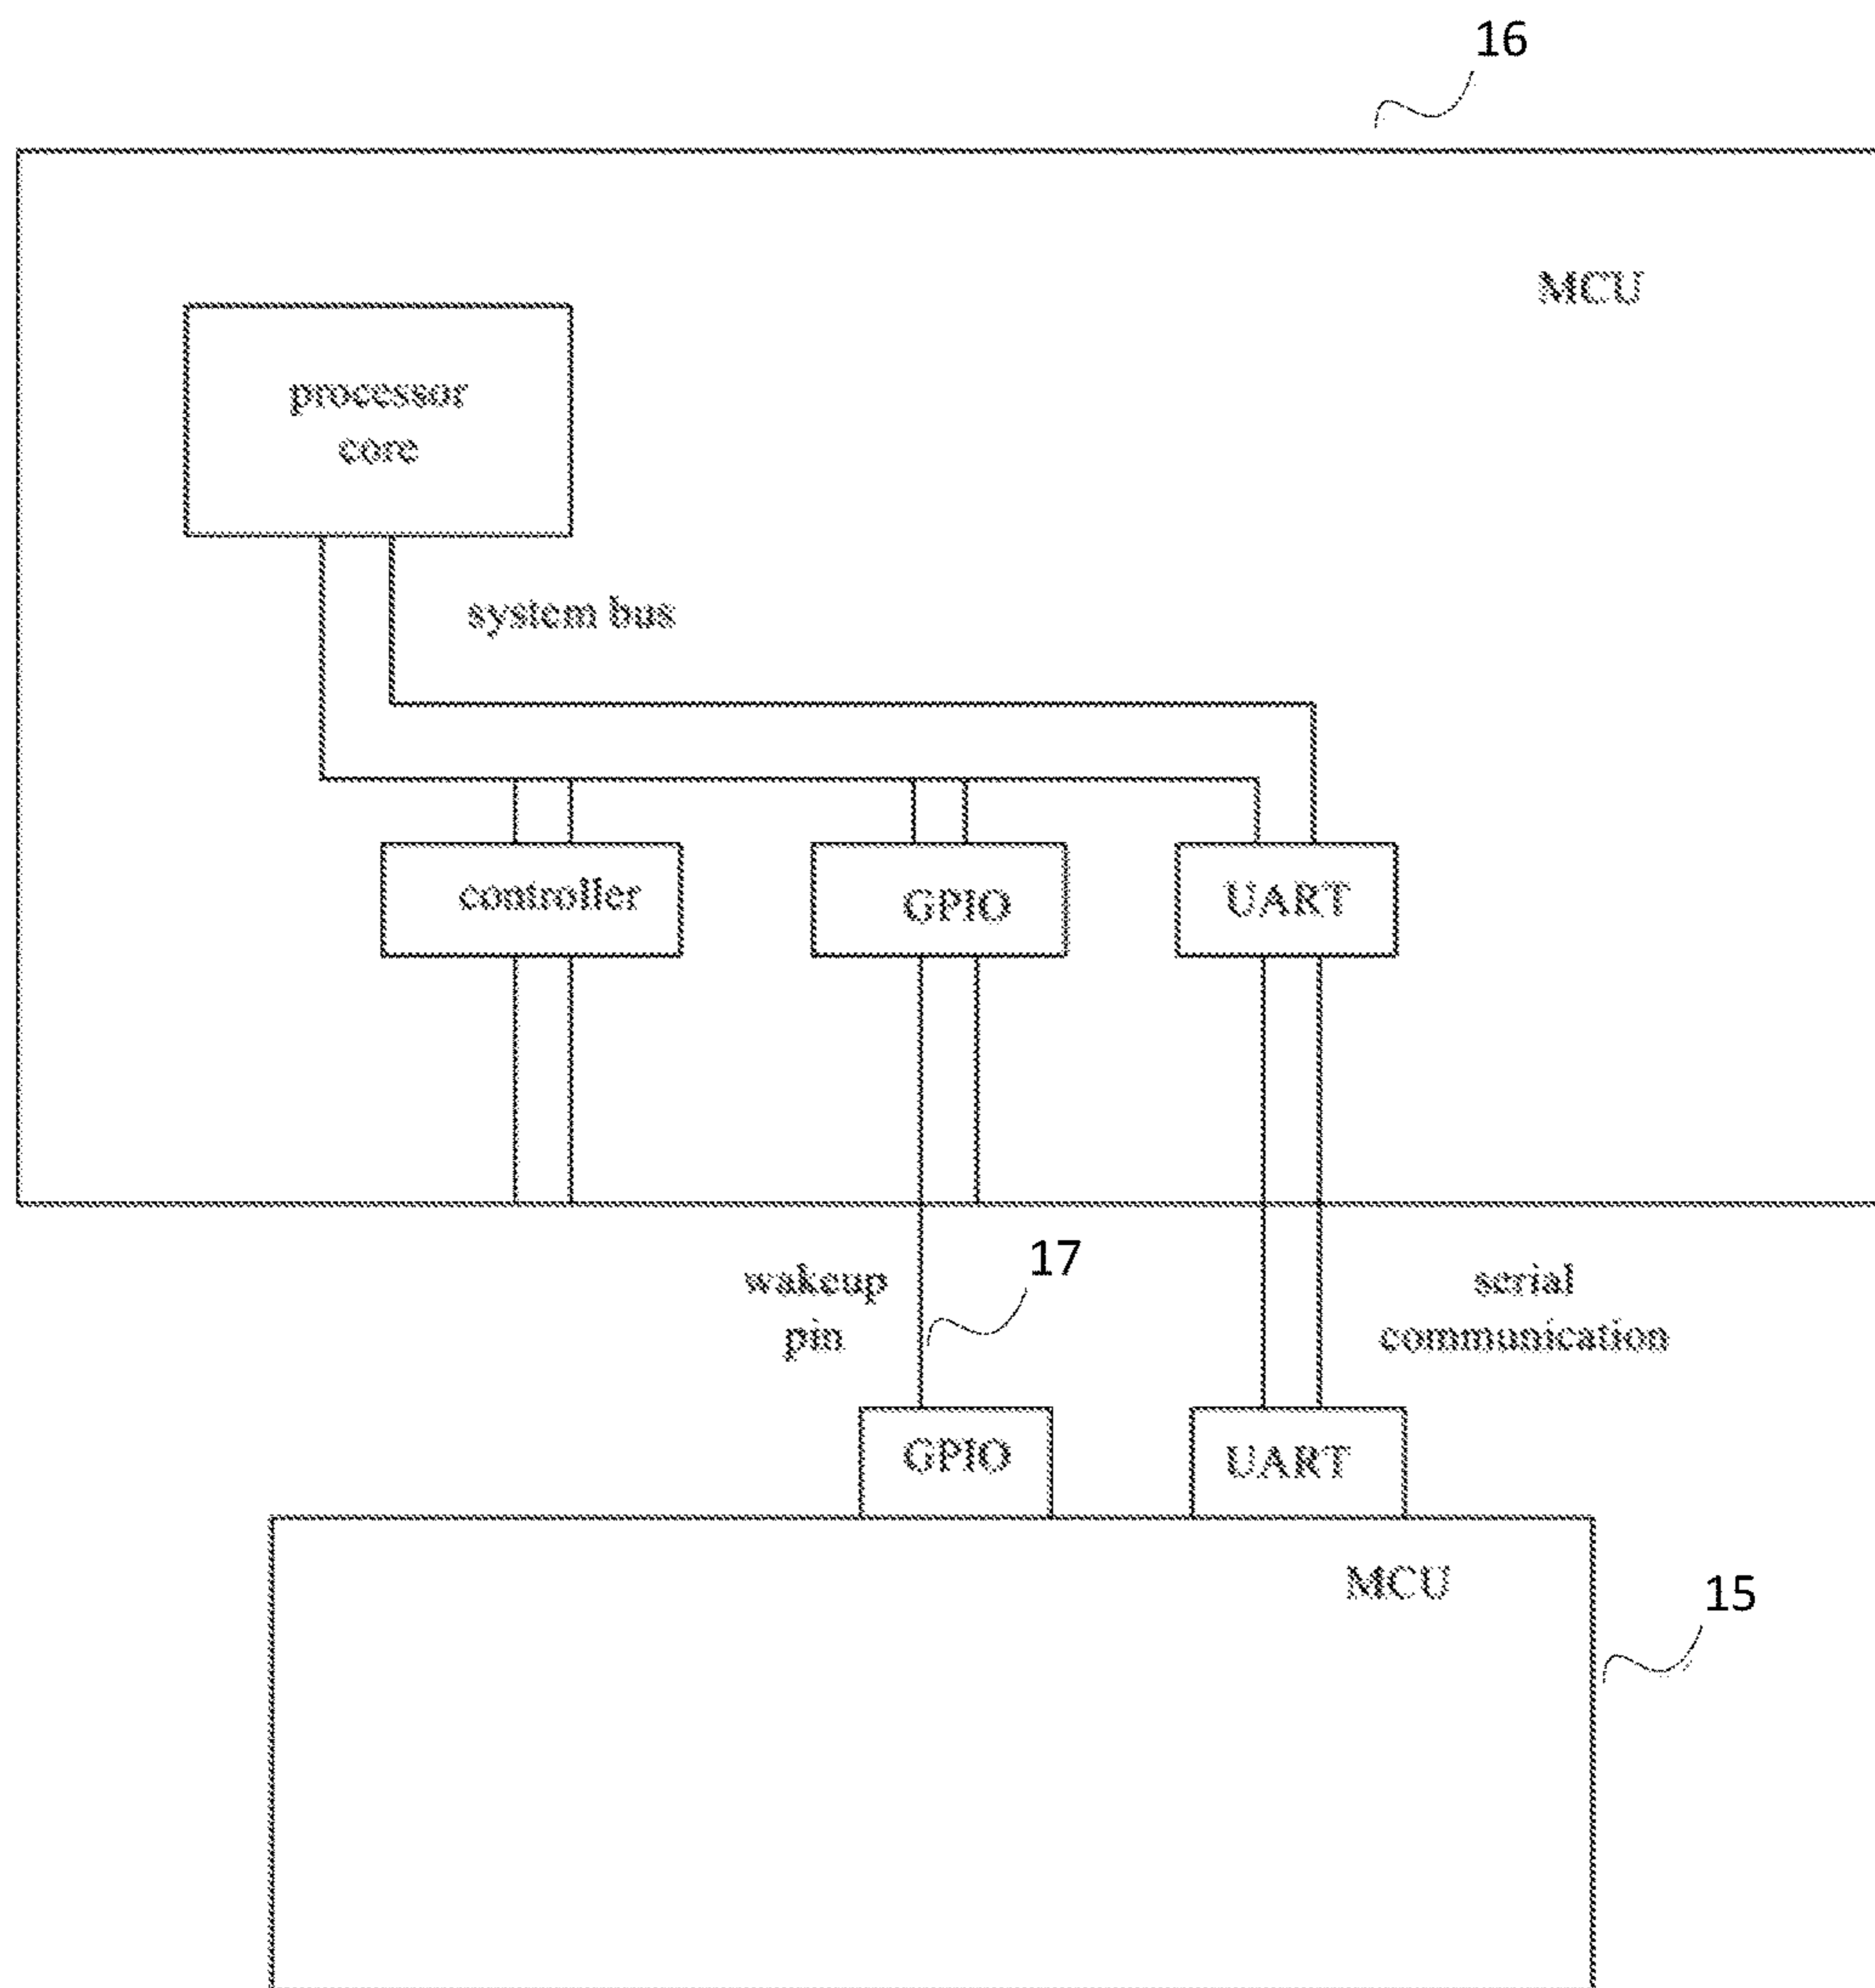 16
MCU
processor
core
system bus
controller
GPIO
UART
wakeup
pin
17
serial
communication
GPIO
UART
MCU
15